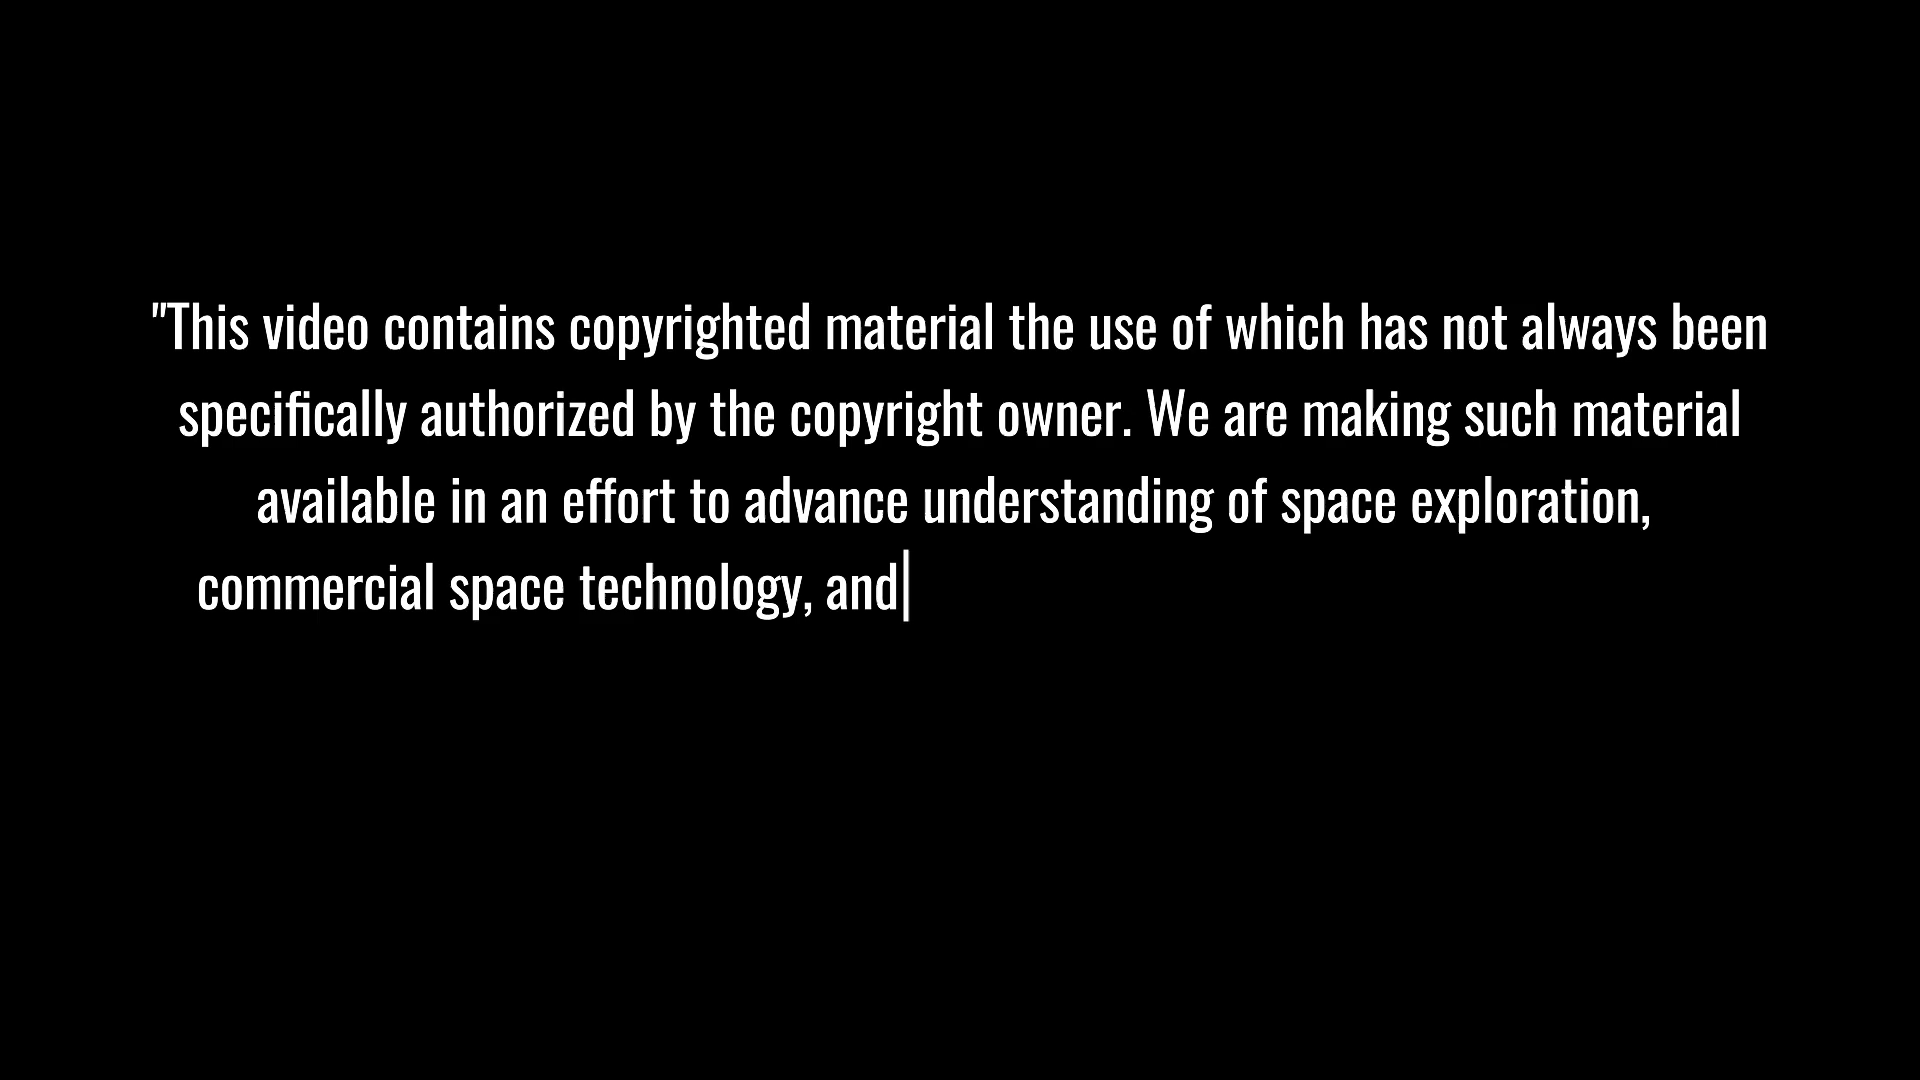 "This video contains copyrighted material the use of which has not always been
specifically authorized by the copyright owner. We are making such material
available in an effort to advance understanding of space exploration,
commercial space technology, and